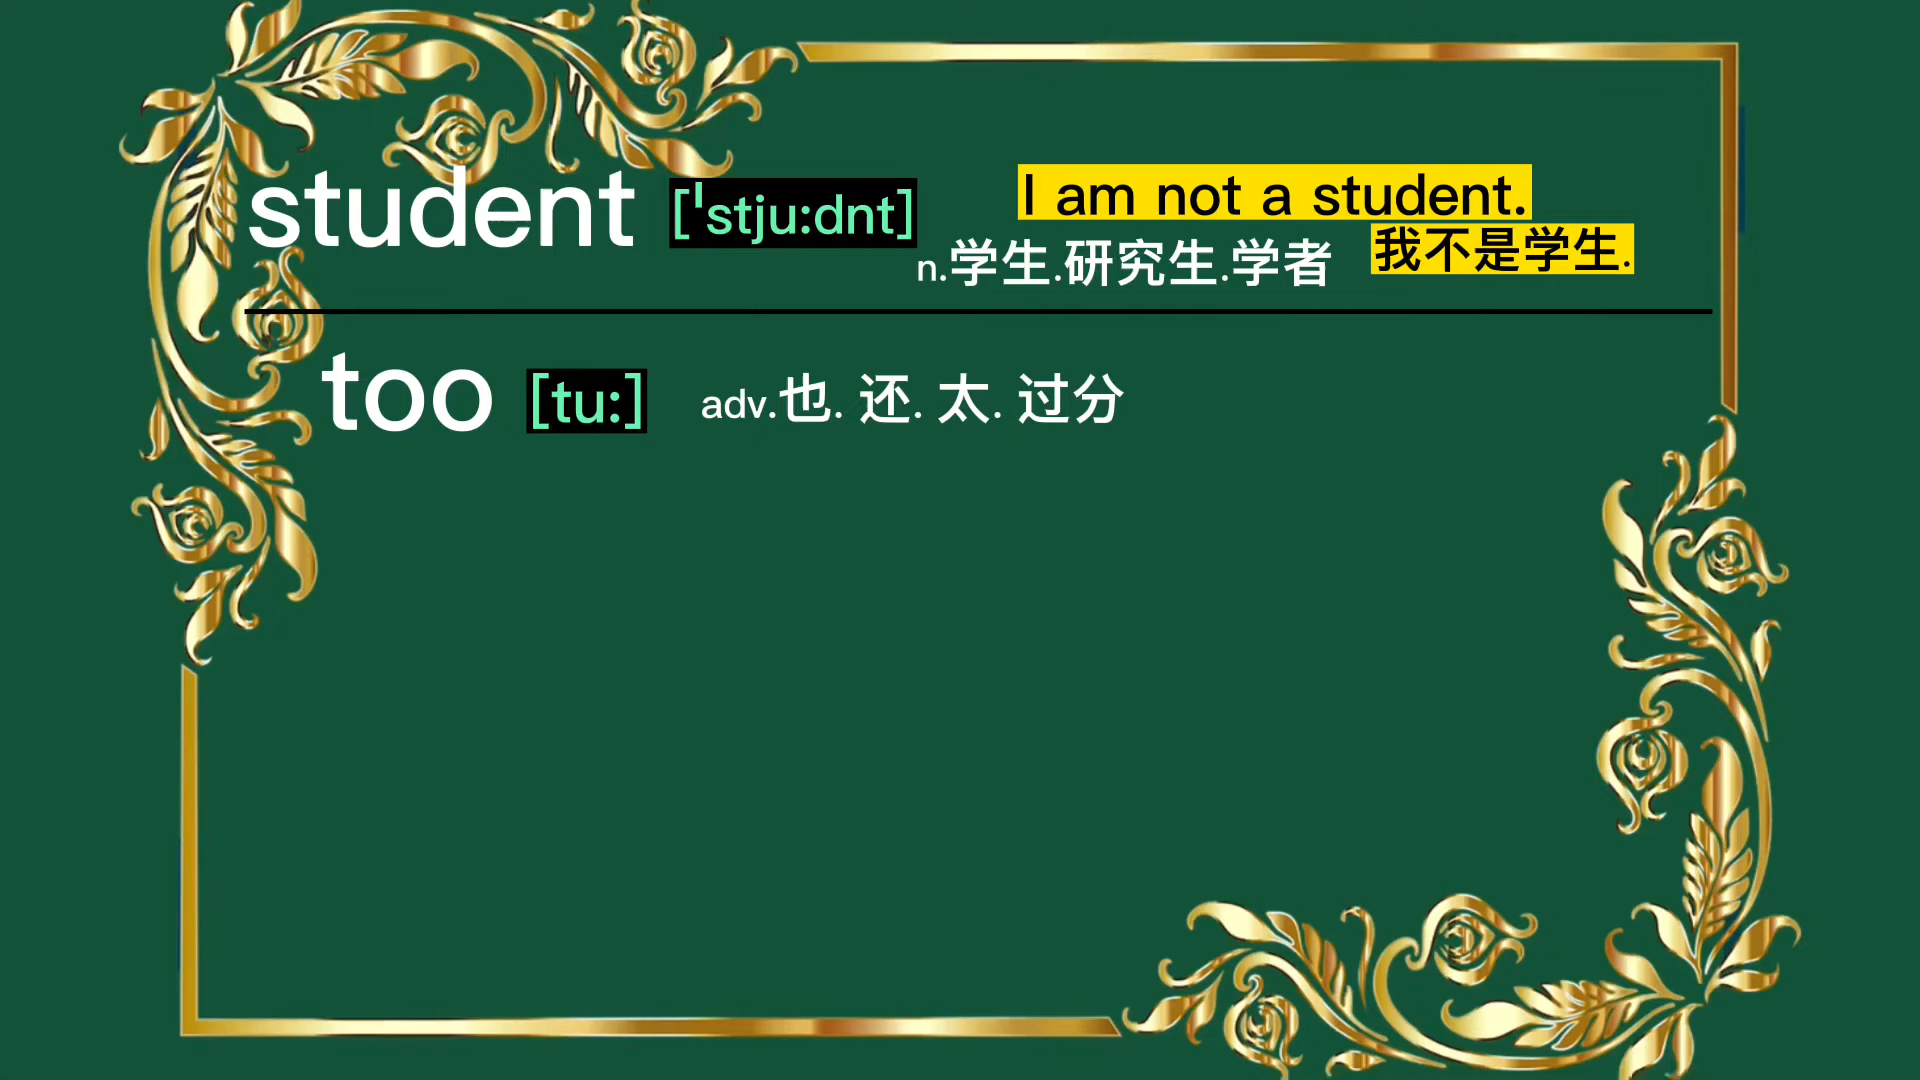 student [ˈstju:dnt] I am not a student.
n.学生.研究生.学者 我不是学生.
too [tu:] adv.也. 还. 太. 过分